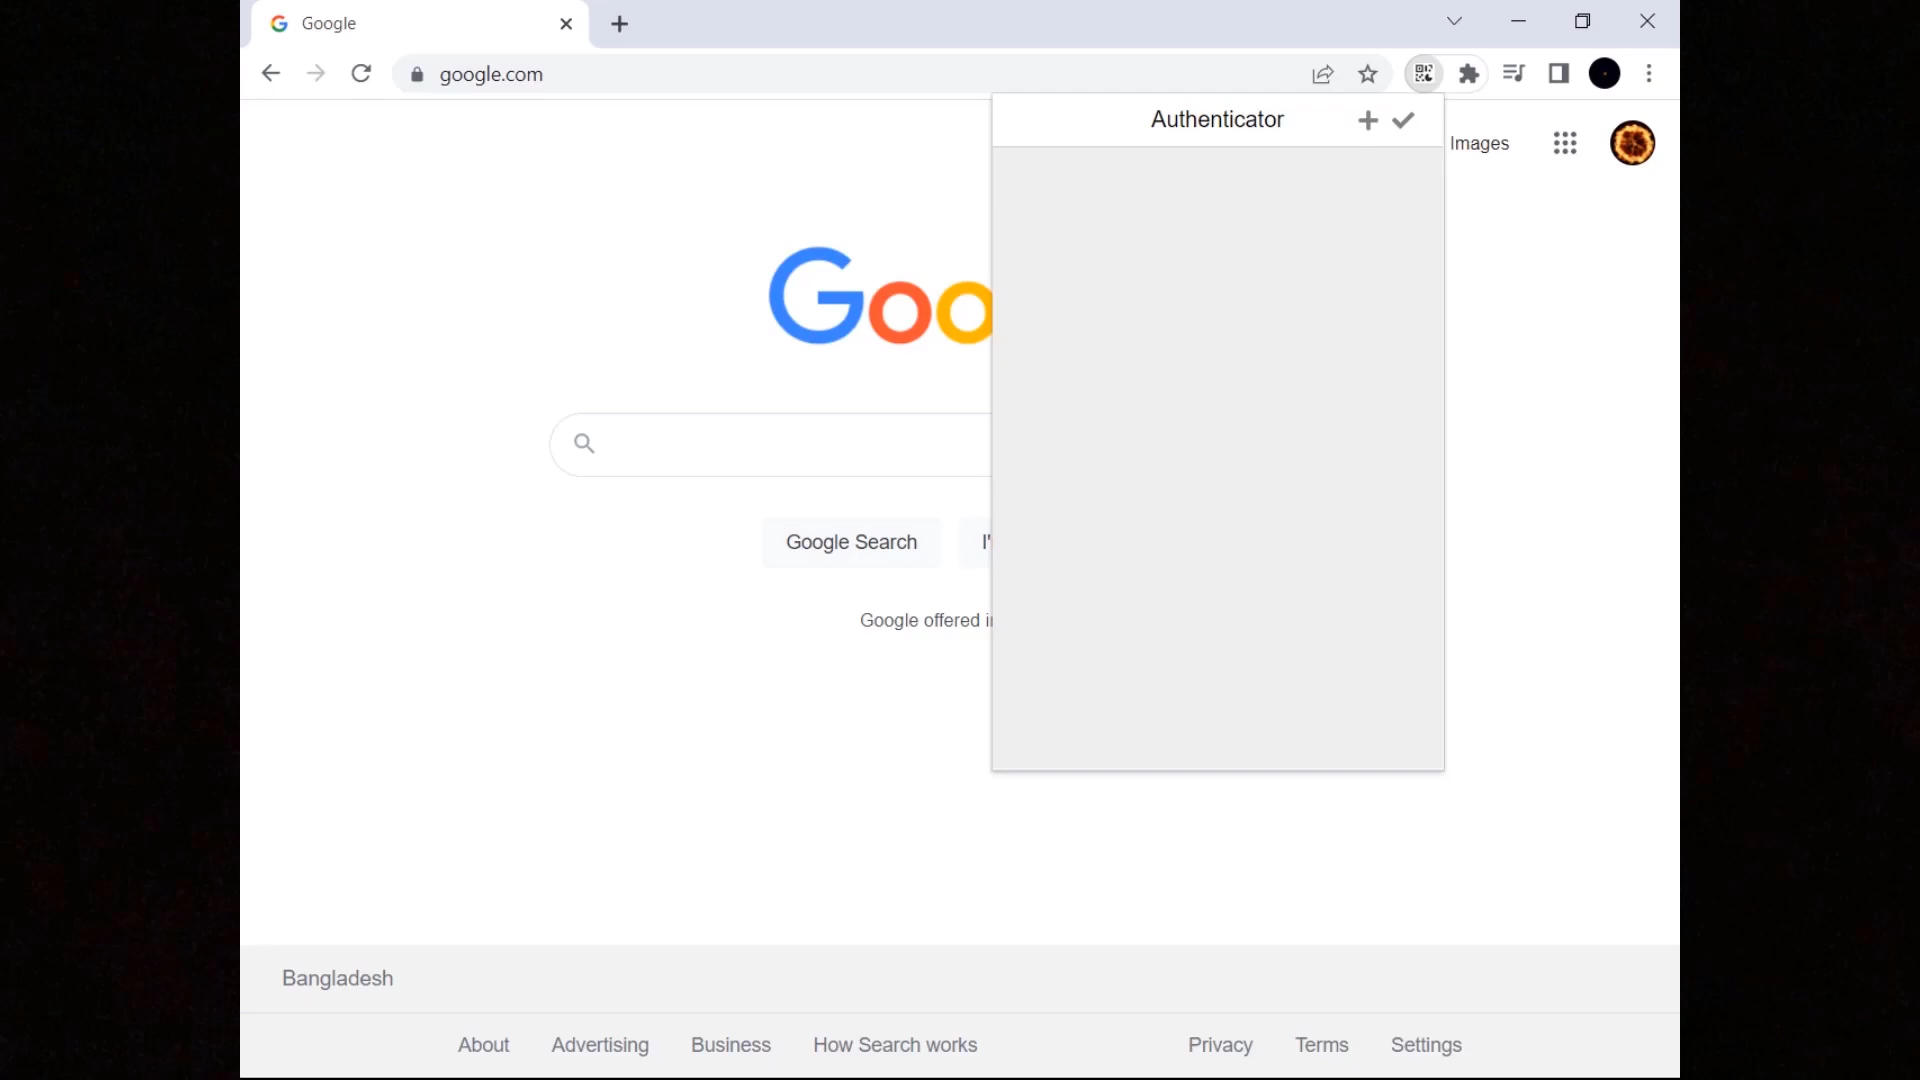 Google
google.com
Authenticator
Images
Goo
Google Search
I'
Google offered in
Bangladesh
About Advertising Business How Search works Privacy Terms Settings